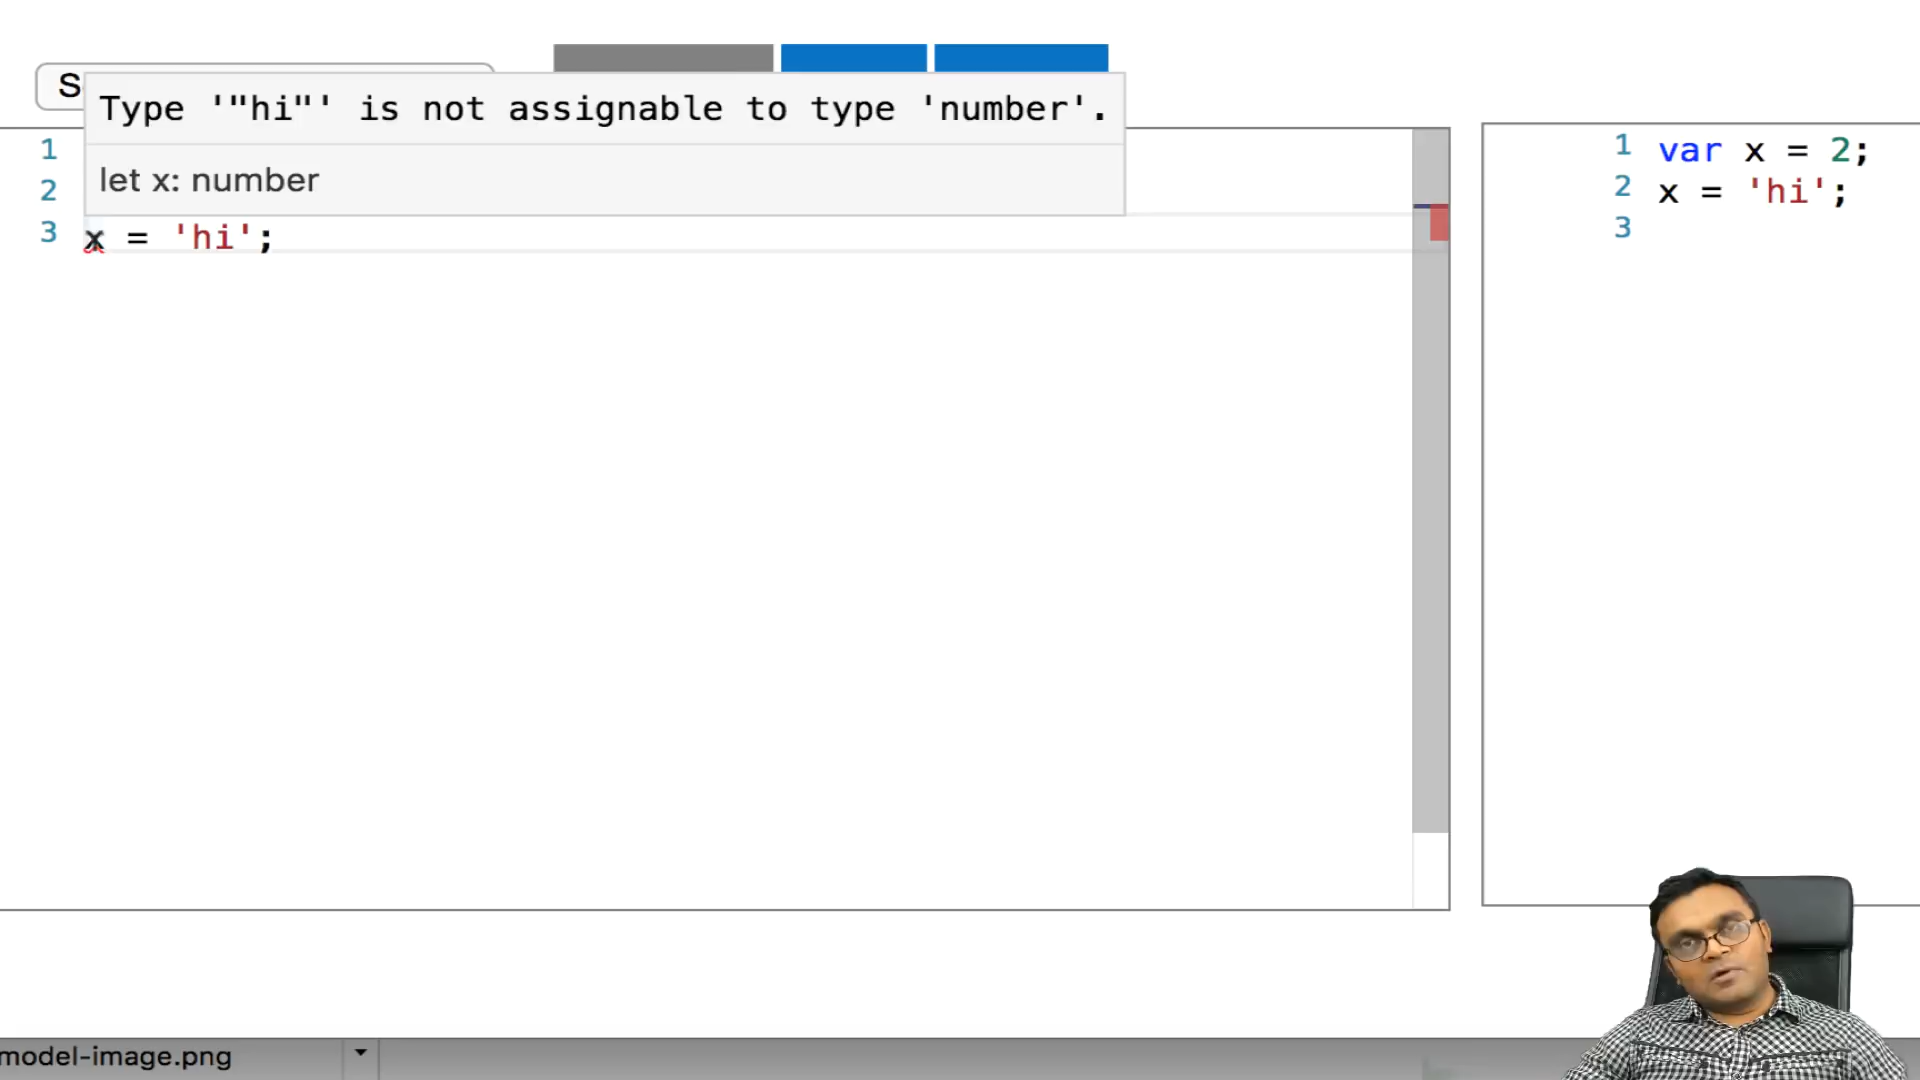 S
Type '"hi"' is not assignable to type 'number'.
let x: number
1
2
3 x = 'hi';
1 var x = 2;
2 x = 'hi';
3
model-image.png